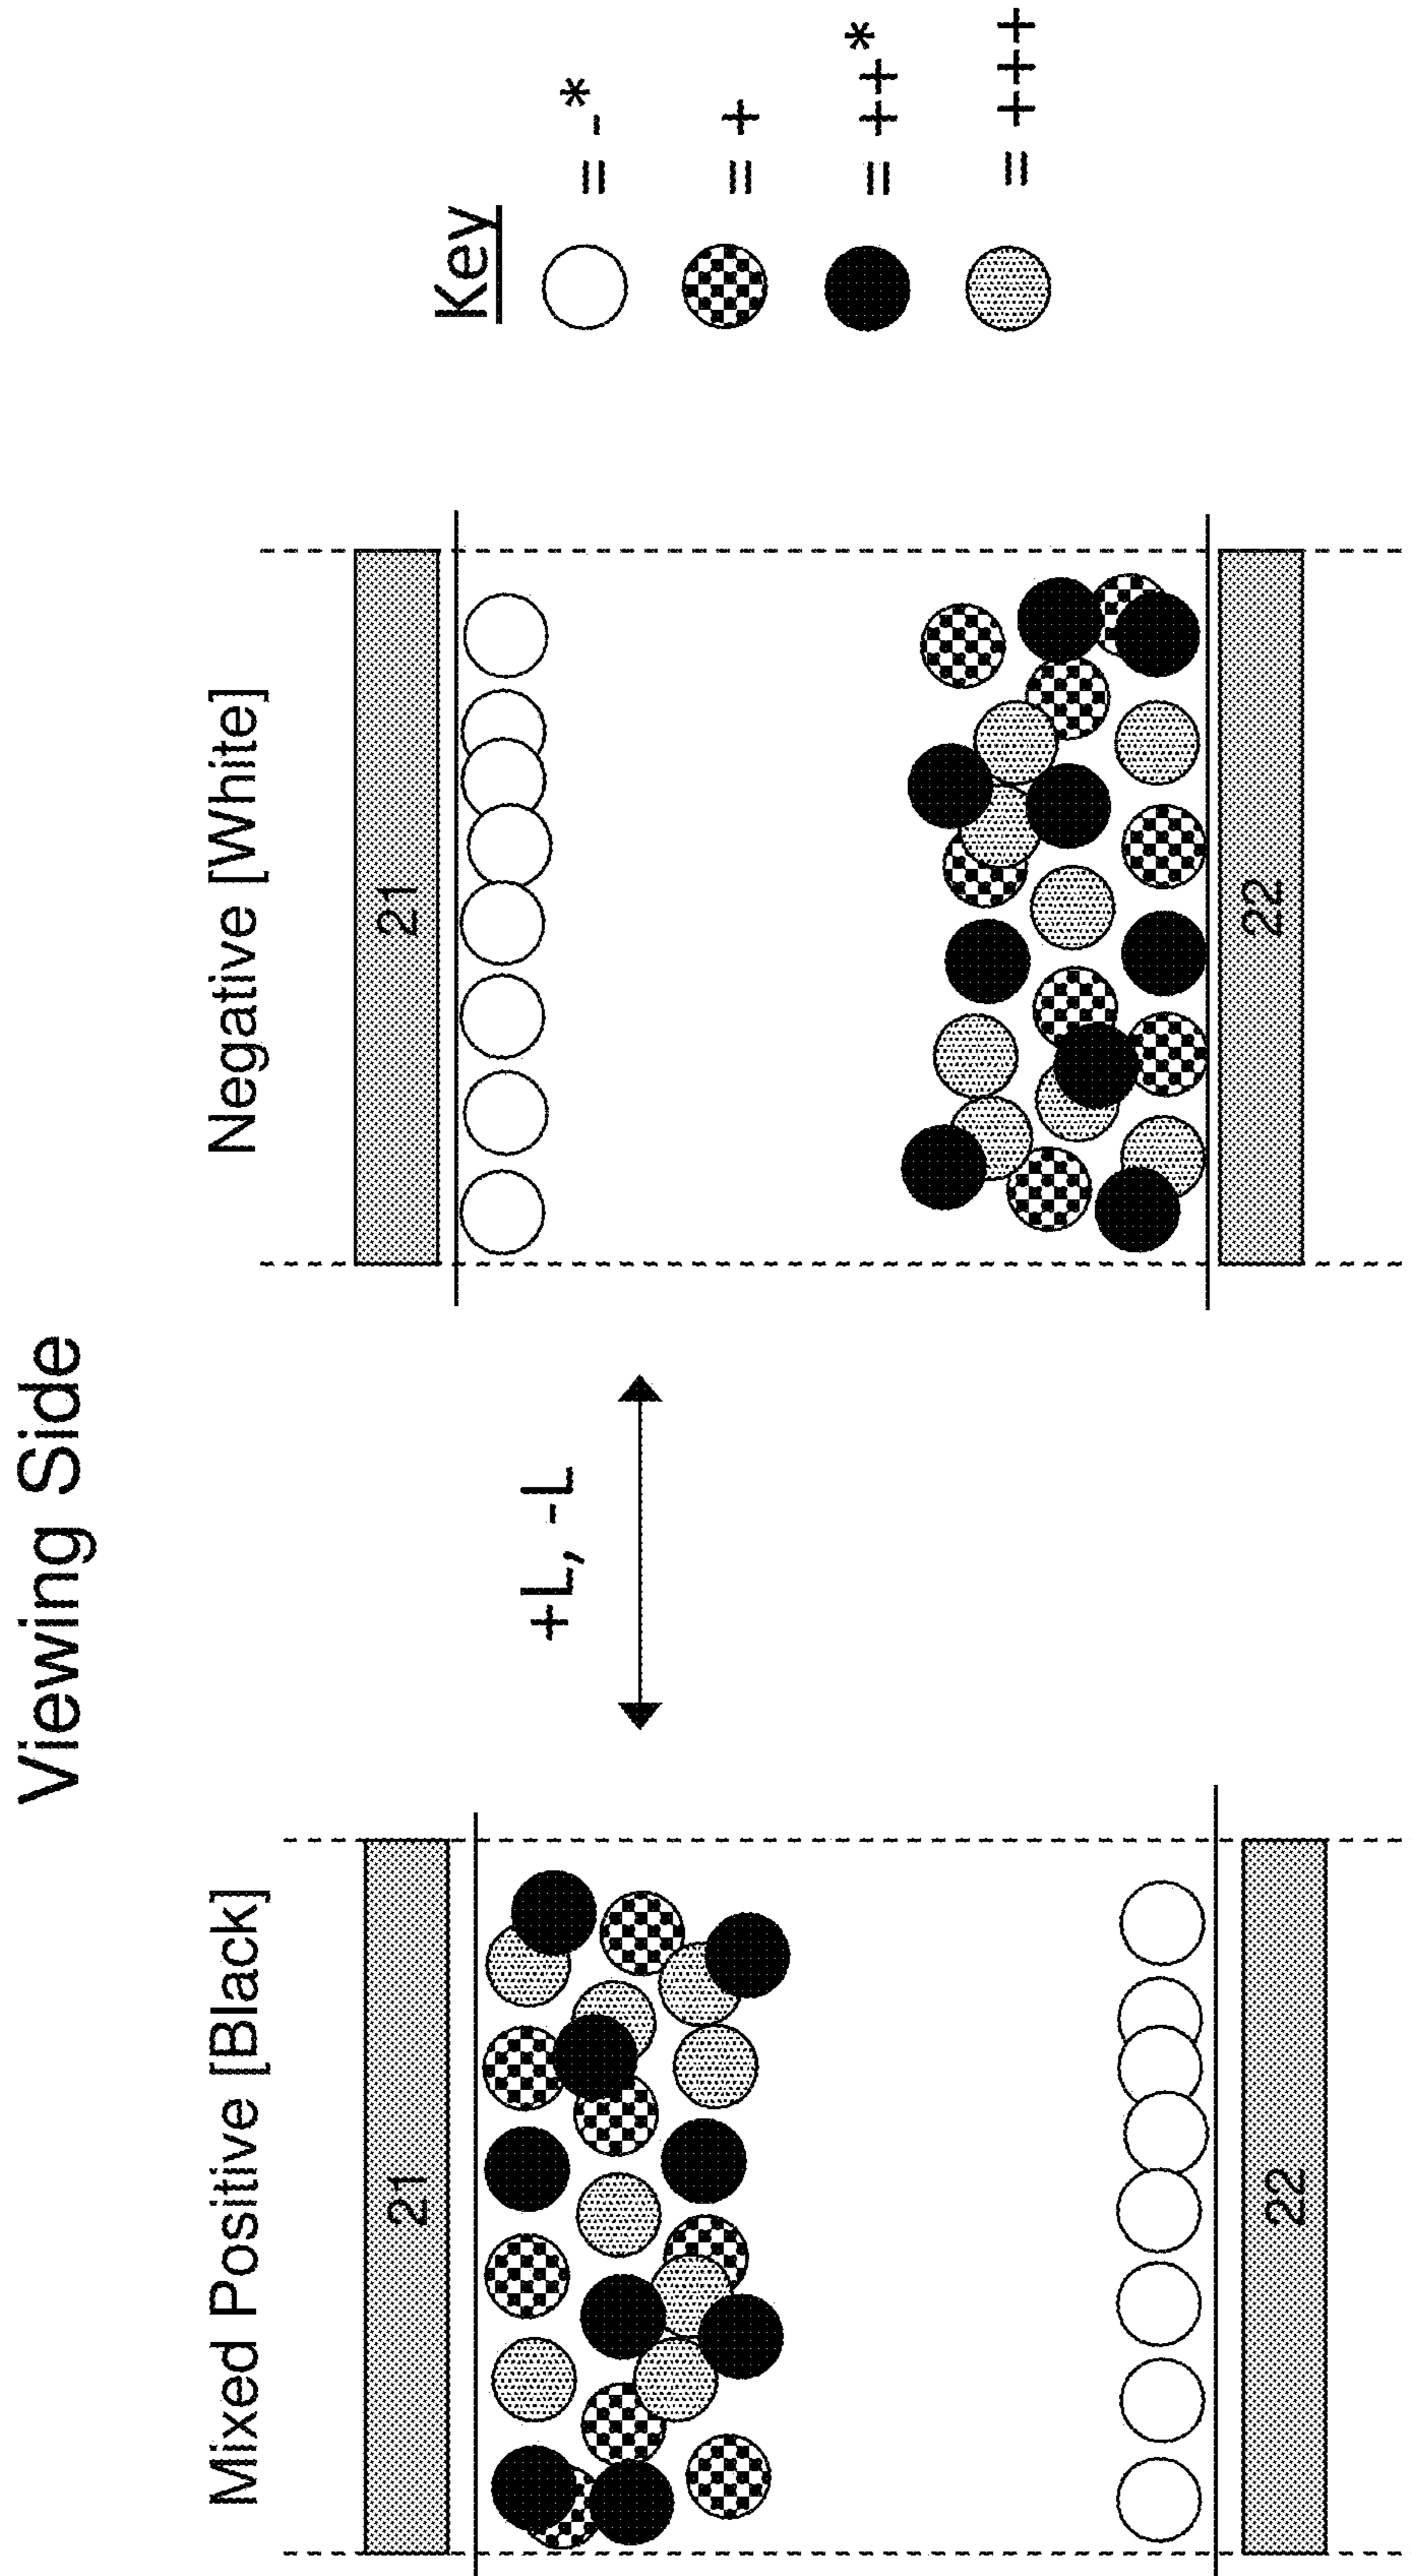 Viewing Side
Mixed Positive [Black]
21
22
+L, -L
Negative [White]
21
22
Key
= -*
= +
= ++*
= +++